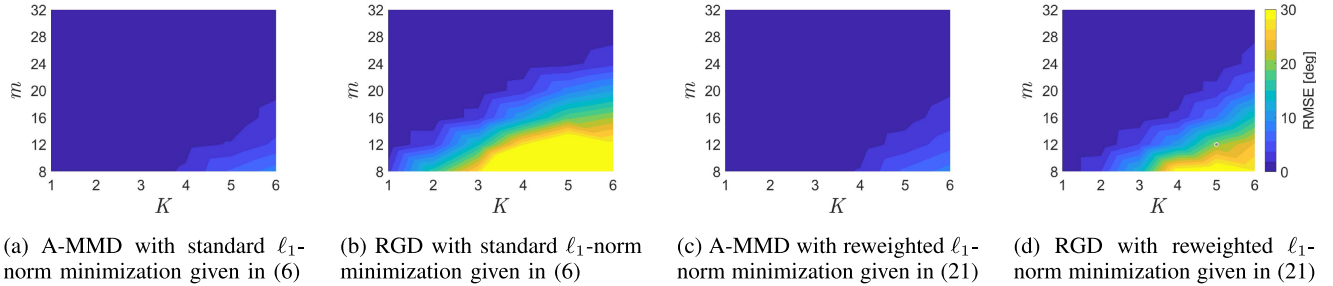 32
28
24
20
16
12
8
m
1 2 3 4 5 6
K
32
28
24
20
16
12
8
m
1 2 3 4 5 6
K
32
28
24
20
16
12
8
m
1 2 3 4 5 6
K
32
28
24
20
16
12
8
m
1 2 3 4 5 6
K
30
20
10
0
RMSE [deg]
(a) A-MMD with standard ℓ₁-
norm minimization given in (6)
(b) RGD with standard ℓ₁-norm
minimization given in (6)
(c) A-MMD with reweighted ℓ₁-
norm minimization given in (21)
(d) RGD with reweighted ℓ₁-
norm minimization given in (21)